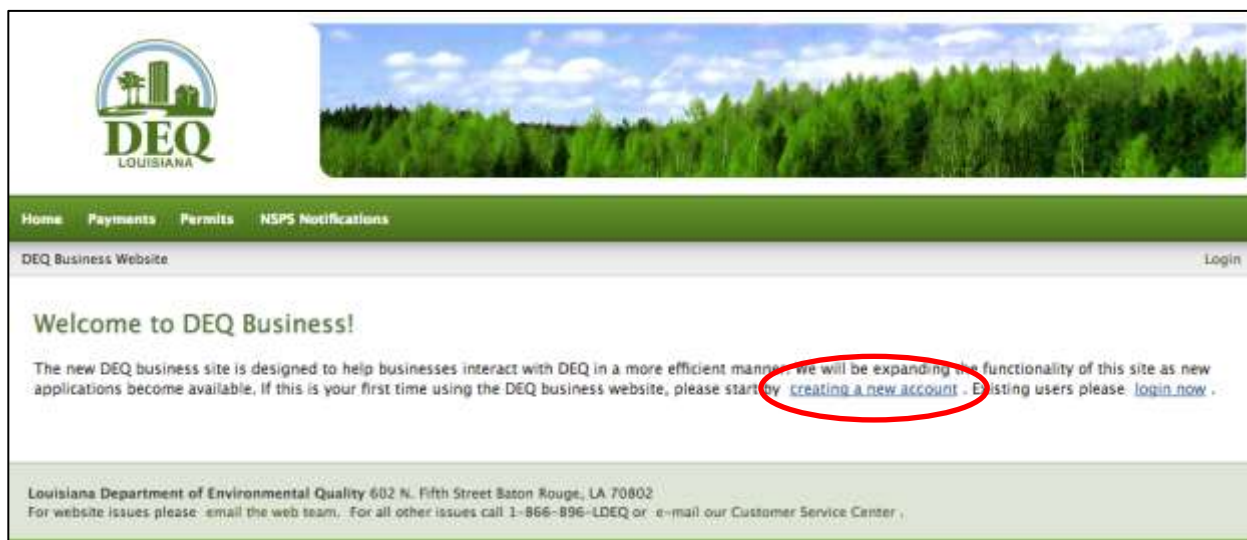 DEQ
LOUISIANA
Home Payments Permits NSPS Notifications
DEQ Business Website Login
Welcome to DEQ Business!
The new DEQ business site is designed to help businesses interact with DEQ in a more efficient manner. We will be expanding the functionality of this site as new
applications become available. If this is your first time using the DEQ business website, please start by creating a new account . Existing users please login now .
Louisiana Department of Environmental Quality 602 N. Fifth Street Baton Rouge, LA 70802
For website issues please email the web team. For all other issues call 1-866-896-LDEQ or e-mail our Customer Service Center .